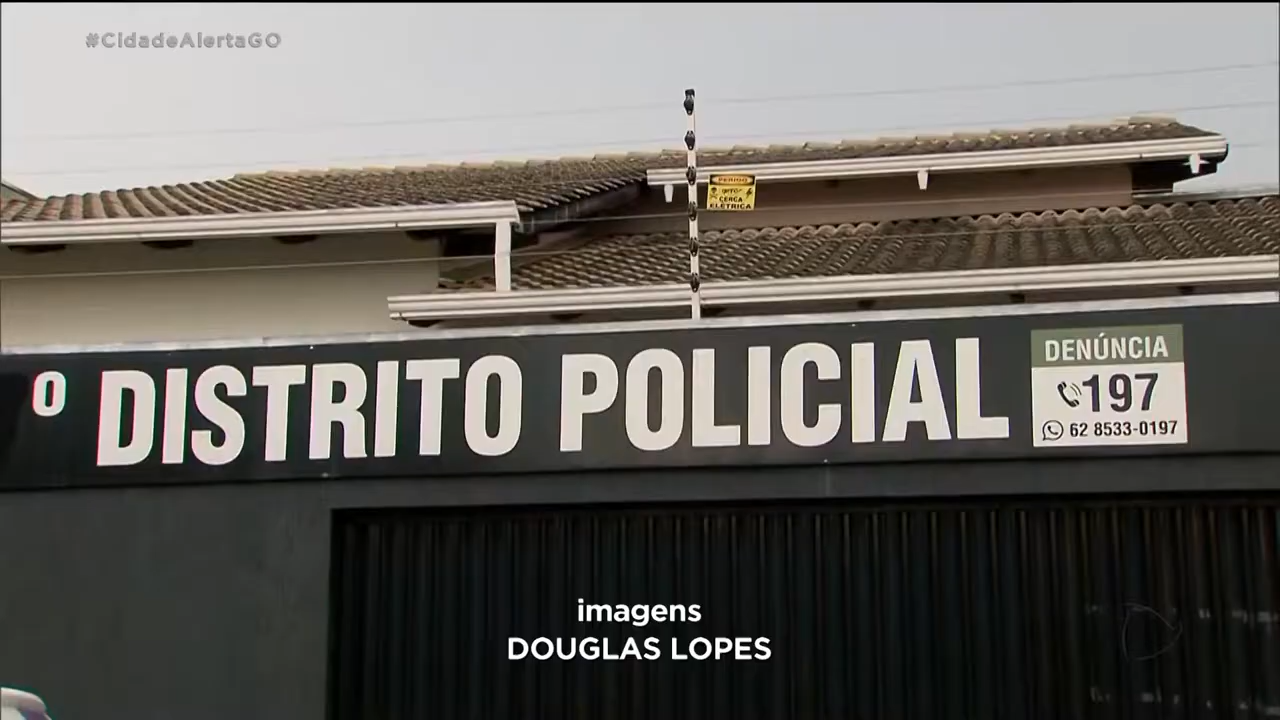 #CidadeAlertaGO
PERIGO
CERCA
ELÉTRICA
º DISTRITO POLICIAL
DENÚNCIA
197
62 8533-0197
imagens
DOUGLAS LOPES